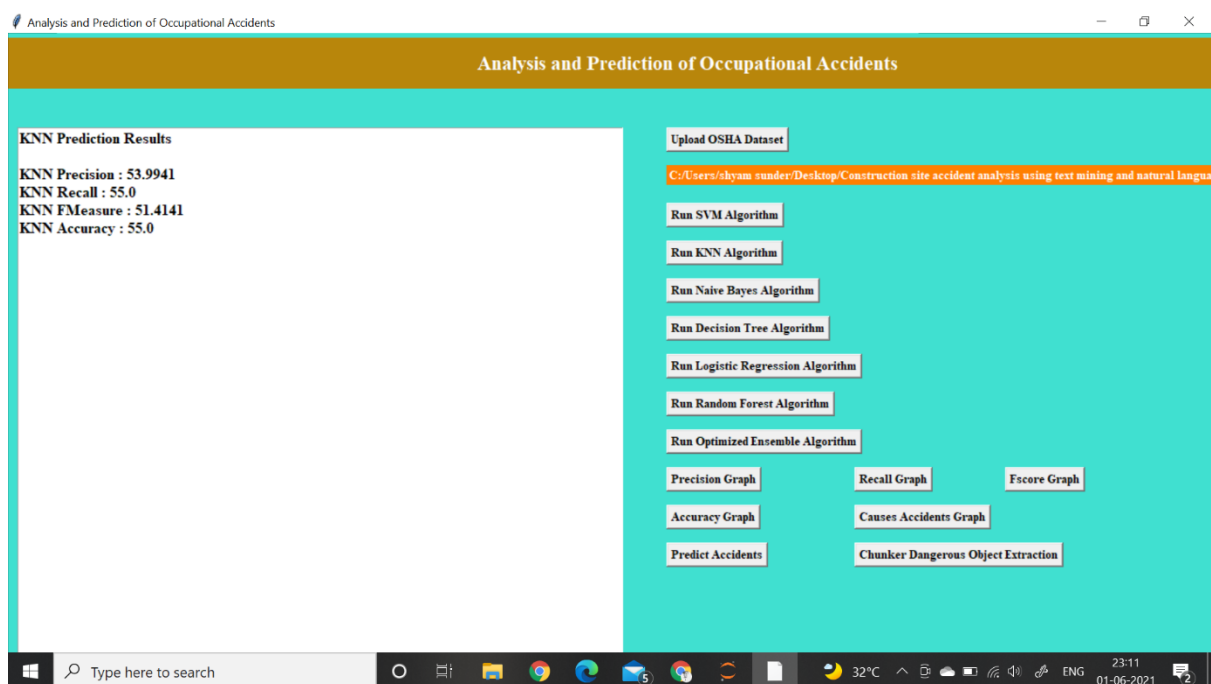 Analysis and Prediction of Occupational Accidents
Analysis and Prediction of Occupational Accidents
KNN Prediction Results
KNN Precision : 53.9941
KNN Recall : 55.0
KNN FMeasure : 51.4141
KNN Accuracy : 55.0
Upload OSHA Dataset
C:/Users/shyam sunder/Desktop/Construction site accident analysis using text mining and natural langua
Run SVM Algorithm
Run KNN Algorithm
Run Naive Bayes Algorithm
Run Decision Tree Algorithm
Run Logistic Regression Algorithm
Run Random Forest Algorithm
Run Optimized Ensemble Algorithm
Precision Graph Recall Graph Fscore Graph
Accuracy Graph Causes Accidents Graph
Predict Accidents Chunker Dangerous Object Extraction
Type here to search 5 32°C ENG 23:11
01-06-2021 2